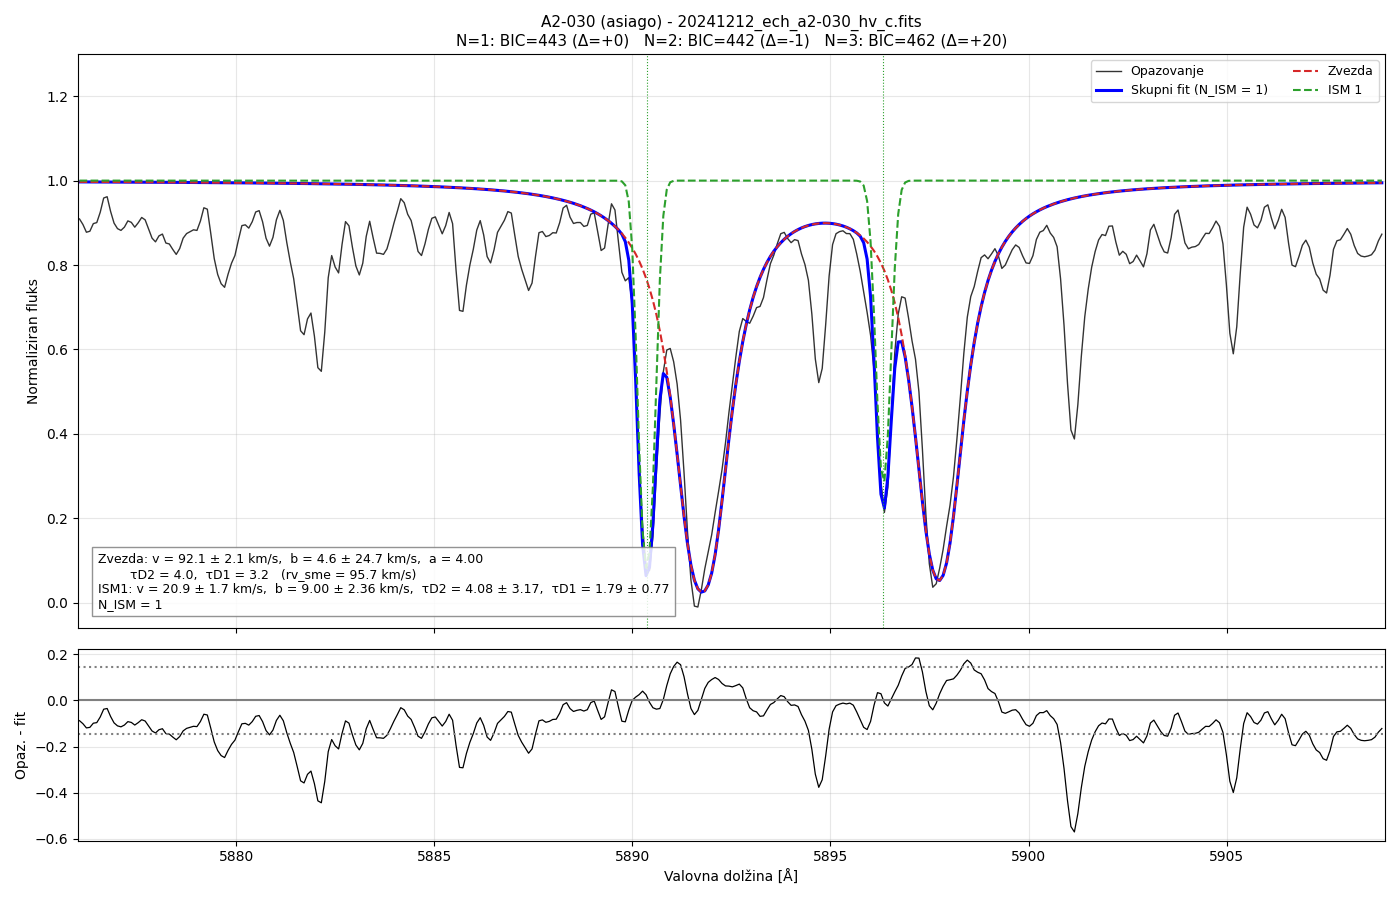 A2-030 (asiago) - 20241212_ech_a2-030_hv_c.fits
N=1: BIC=443 (Δ=+0)   N=2: BIC=442 (Δ=-1)   N=3: BIC=462 (Δ=+20)
Opazovanje
Skupni fit (N_ISM = 1)
Zvezda
ISM 1
Normaliziran fluks
1.2
1.0
0.8
0.6
0.4
0.2
0.0
Zvezda: v = 92.1 ± 2.1 km/s,  b = 4.6 ± 24.7 km/s,  a = 4.00
τD2 = 4.0,  τD1 = 3.2   (rv_sme = 95.7 km/s)
ISM1: v = 20.9 ± 1.7 km/s,  b = 9.00 ± 2.36 km/s,  τD2 = 4.08 ± 3.17,  τD1 = 1.79 ± 0.77
N_ISM = 1
Opaz. - fit
0.2
0.0
−0.2
−0.4
−0.6
5880 5885 5890 5895 5900 5905
Valovna dolžina [Å]